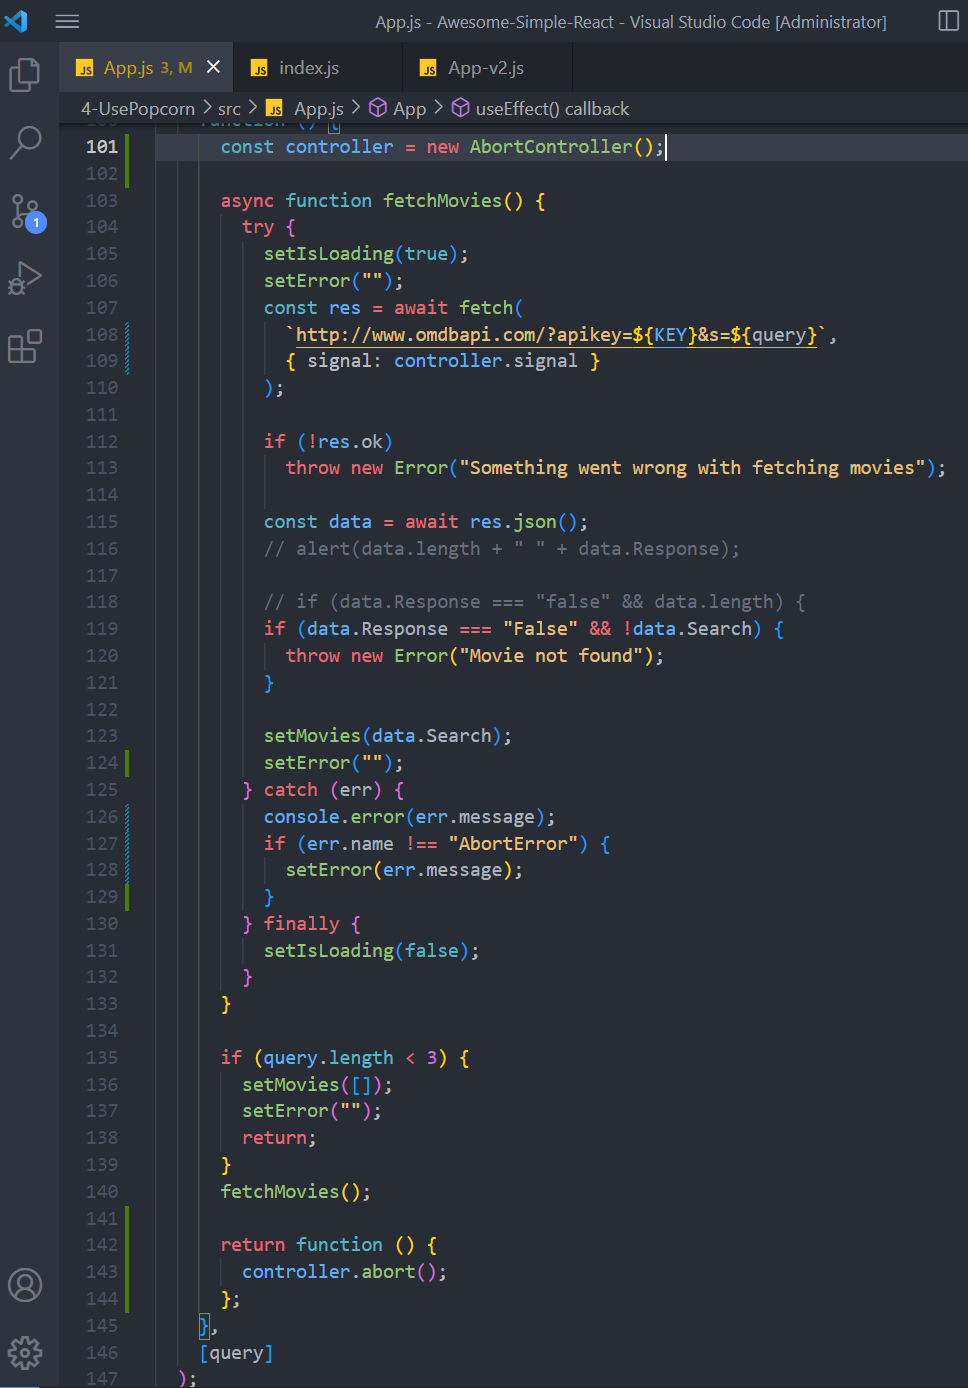 App.js - Awesome-Simple-React - Visual Studio Code [Administrator]
JS App.js 3, M JS index.js JS App-v2.js
4-UsePopcorn > src > JS App.js > App > useEffect() callback
1
100 function () {
101 const controller = new AbortController();
102
103 async function fetchMovies() {
104 try {
105 setIsLoading(true);
106 setError("");
107 const res = await fetch(
108 `http://www.omdbapi.com/?apikey=${KEY}&s=${query}`,
109 { signal: controller.signal }
110 );
111
112 if (!res.ok)
113 throw new Error("Something went wrong with fetching movies");
114
115 const data = await res.json();
116 // alert(data.length + " " + data.Response);
117
118 // if (data.Response === "false" && data.length) {
119 if (data.Response === "False" && !data.Search) {
120 throw new Error("Movie not found");
121 }
122
123 setMovies(data.Search);
124 setError("");
125 } catch (err) {
126 console.error(err.message);
127 if (err.name !== "AbortError") {
128 setError(err.message);
129 }
130 } finally {
131 setIsLoading(false);
132 }
133 }
134
135 if (query.length < 3) {
136 setMovies([]);
137 setError("");
138 return;
139 }
140 fetchMovies();
141
142 return function () {
143 controller.abort();
144 };
145 },
146 [query]
147 );